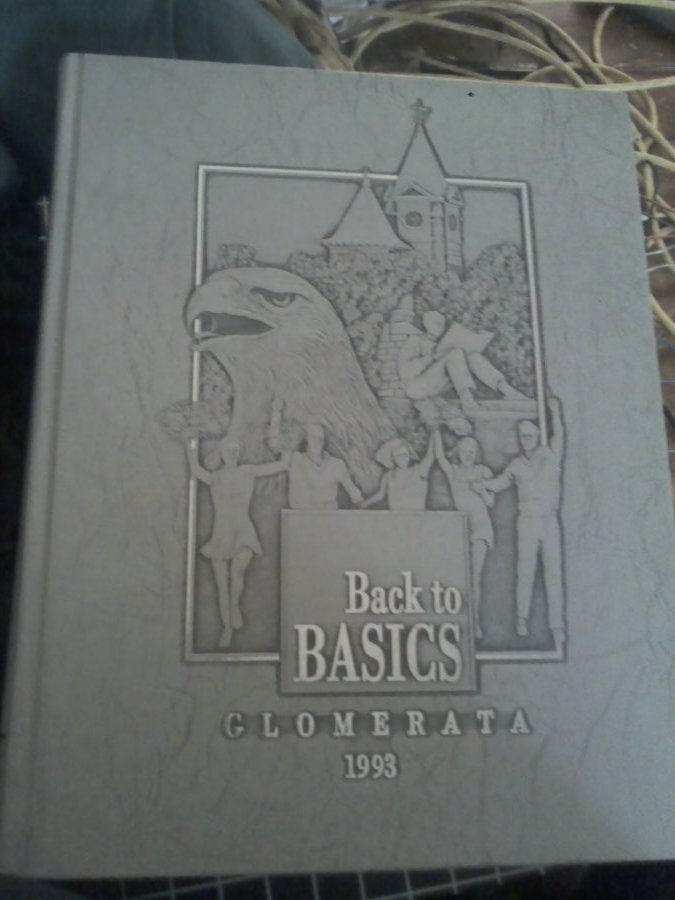 Back to
BASICS
GLOMERATA
1993